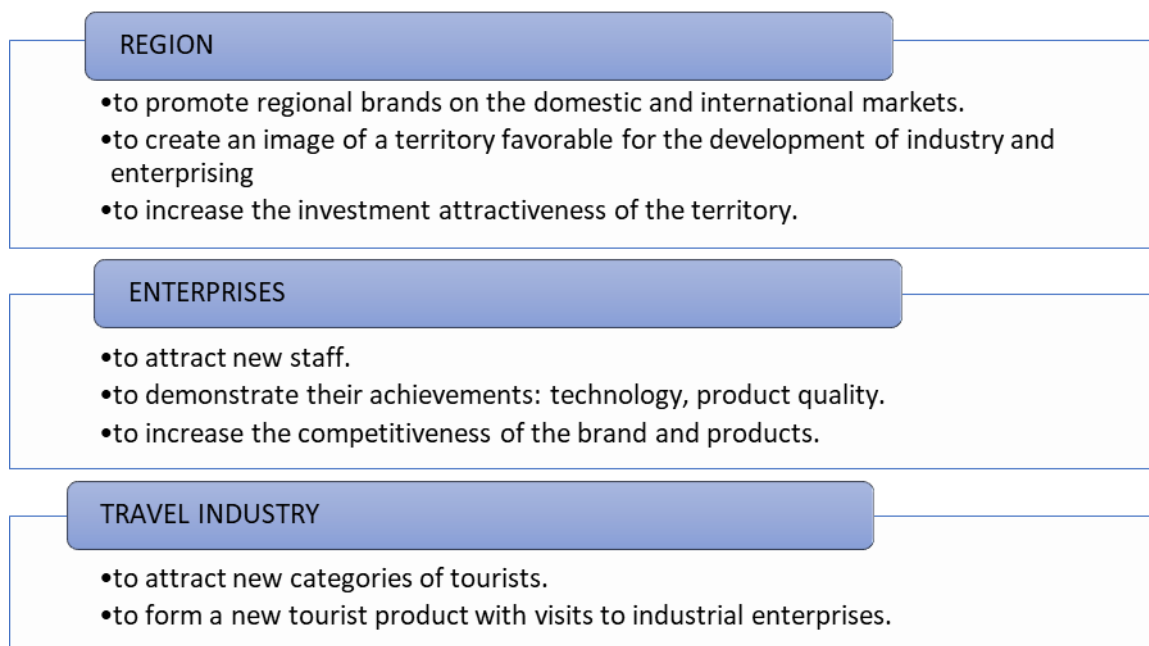 REGION
•to promote regional brands on the domestic and international markets.
•to create an image of a territory favorable for the development of industry and
enterprising
•to increase the investment attractiveness of the territory.
ENTERPRISES
•to attract new staff.
•to demonstrate their achievements: technology, product quality.
•to increase the competitiveness of the brand and products.
TRAVEL INDUSTRY
•to attract new categories of tourists.
•to form a new tourist product with visits to industrial enterprises.